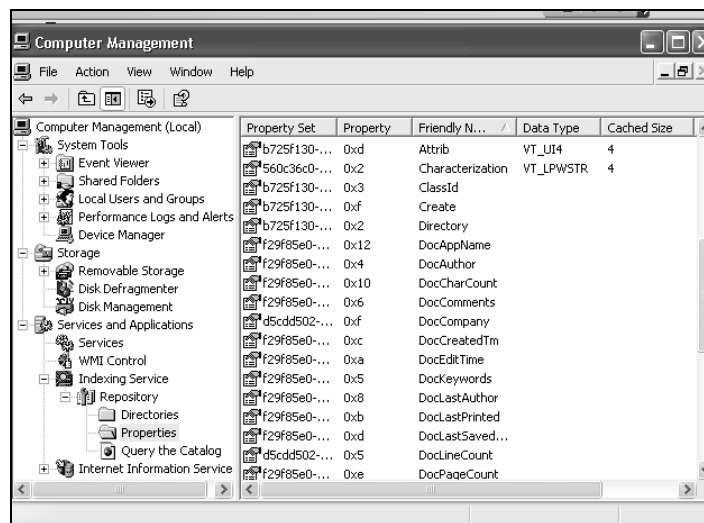 Computer Management
File Action View Window Help
Computer Management (Local)
System Tools
Event Viewer
Shared Folders
Local Users and Groups
Performance Logs and Alerts
Device Manager
Storage
Removable Storage
Disk Defragmenter
Disk Management
Services and Applications
Services
WMI Control
Indexing Service
Repository
Directories
Properties
Query the Catalog
Internet Information Service
Property Set Property Friendly N... Data Type Cached Size
b725f130-... 0xd Attrib VT_UI4 4
560c36c0-... 0x2 Characterization VT_LPWSTR 4
b725f130-... 0x3 ClassId
b725f130-... 0xf Create
b725f130-... 0x2 Directory
f29f85e0-... 0x12 DocAppName
f29f85e0-... 0x4 DocAuthor
f29f85e0-... 0x10 DocCharCount
f29f85e0-... 0x6 DocComments
d5cdd502-... 0xf DocCompany
f29f85e0-... 0xc DocCreatedTm
f29f85e0-... 0xa DocEditTime
f29f85e0-... 0x5 DocKeywords
f29f85e0-... 0x8 DocLastAuthor
f29f85e0-... 0xb DocLastPrinted
f29f85e0-... 0xd DocLastSaved...
d5cdd502-... 0x5 DocLineCount
f29f85e0-... 0xe DocPageCount